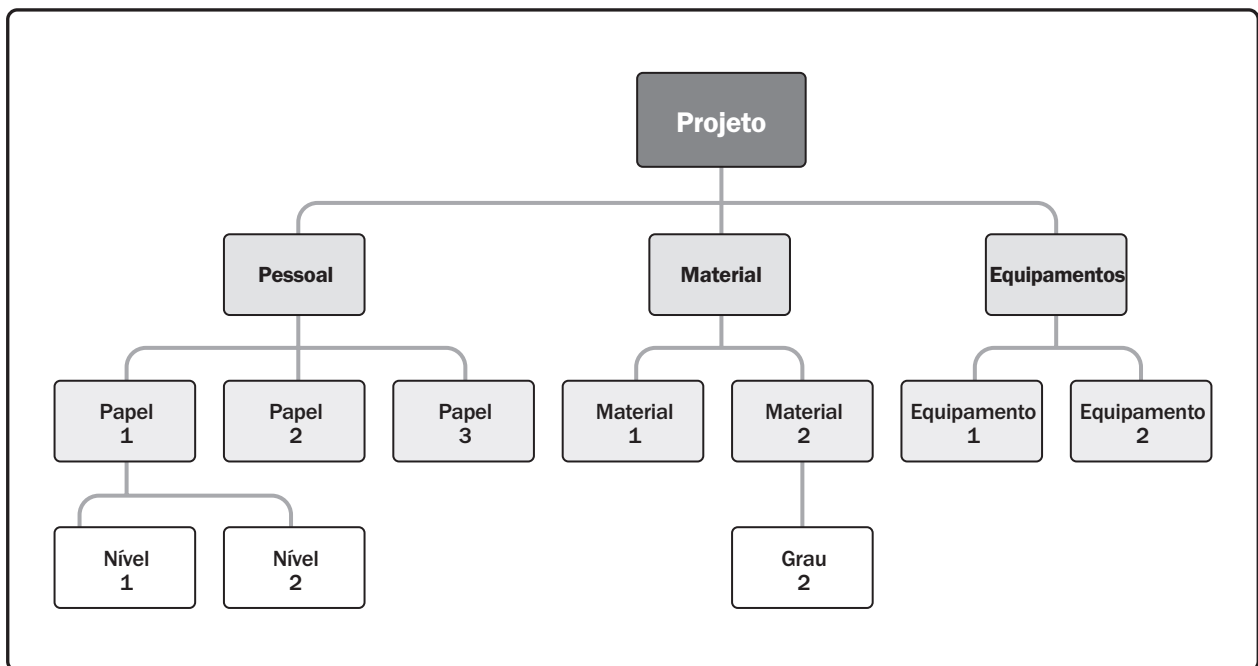 Projeto
Pessoal
Material
Equipamentos
Papel
1
Papel
2
Papel
3
Material
1
Material
2
Equipamento
1
Equipamento
2
Nível
1
Nível
2
Grau
2